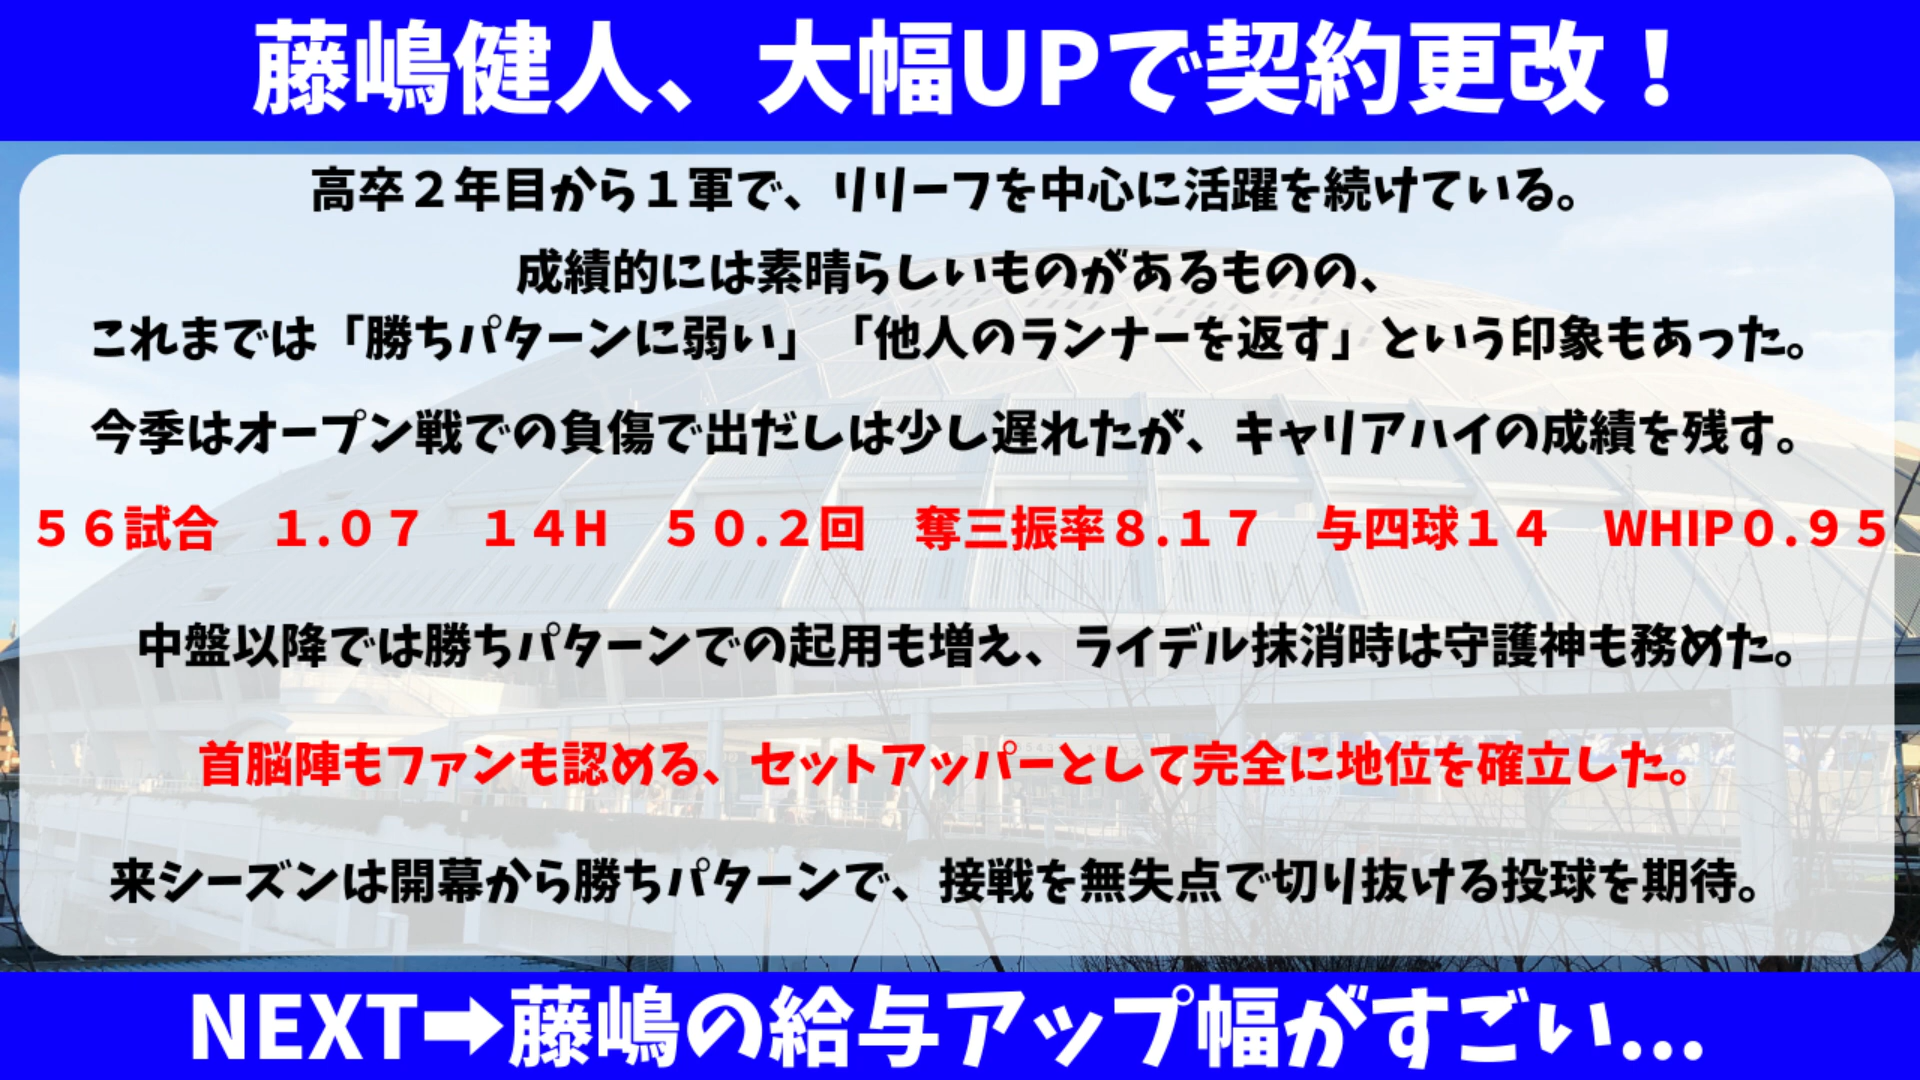 藤嶋健人、大幅UPで契約更改！
高卒２年目から１軍で、リリーフを中心に活躍を続けている。
成績的には素晴らしいものがあるものの、
これまでは「勝ちパターンに弱い」「他人のランナーを返す」という印象もあった。
今季はオープン戦での負傷で出だしは少し遅れたが、キャリアハイの成績を残す。
５６試合　１.０７　１４H　５０.２回　奪三振率８.１７　与四球１４　WHIP０.９５
中盤以降では勝ちパターンでの起用も増え、ライデル抹消時は守護神も務めた。
首脳陣もファンも認める、セットアッパーとして完全に地位を確立した。
来シーズンは開幕から勝ちパターンで、接戦を無失点で切り抜ける投球を期待。
NEXT➡藤嶋の給与アップ幅がすごい...